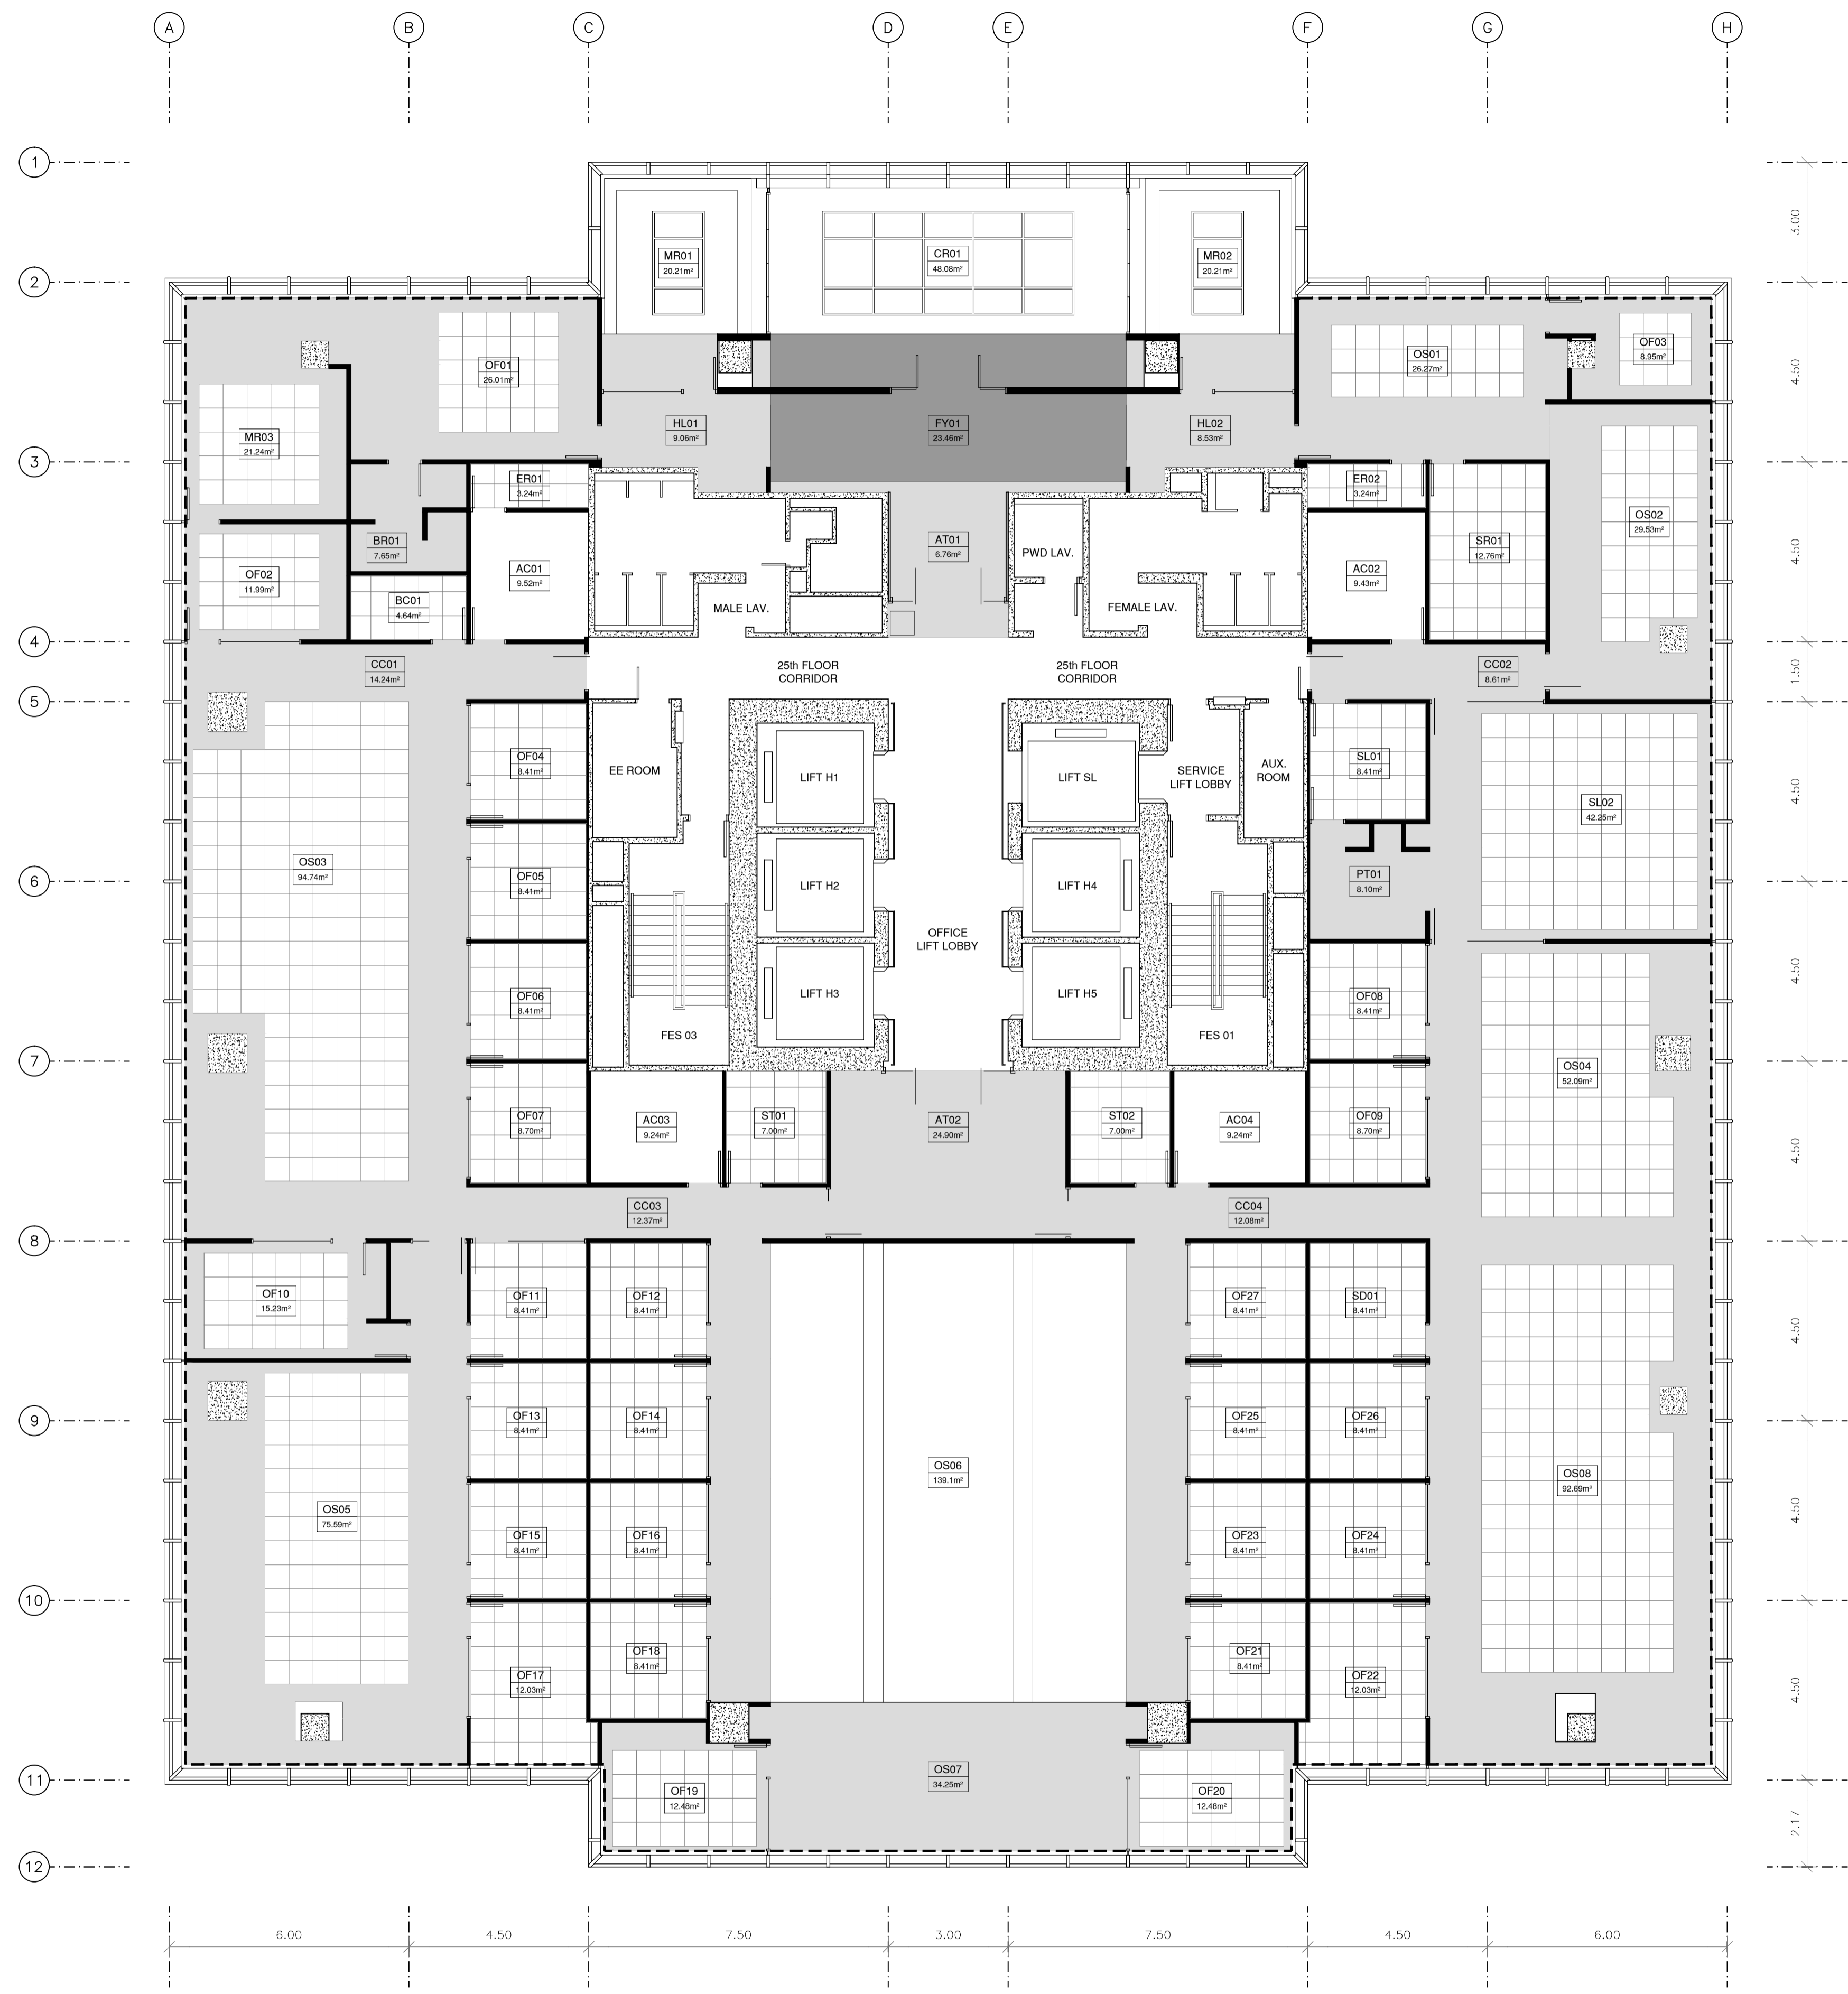 A
B
C
D
E
F
G
H
1
2
3
4
5
6
7
8
9
10
11
12
3.00
4.50
4.50
1.50
4.50
4.50
4.50
4.50
4.50
4.50
2.17
MR01
20.21m²
CR01
48.08m²
MR02
20.21m²
OF01
26.01m²
OS01
26.27m²
OF03
8.95m²
MR03
21.24m²
HL01
9.06m²
FY01
23.46m²
HL02
8.53m²
ER01
3.24m²
ER02
3.24m²
OS02
29.53m²
BR01
7.65m²
AT01
6.76m²
PWD LAV.
SR01
12.76m²
OF02
11.99m²
AC01
9.52m²
AC02
9.43m²
BC01
4.64m²
MALE LAV.
FEMALE LAV.
CC01
14.24m²
25th FLOOR
CORRIDOR
25th FLOOR
CORRIDOR
CC02
8.61m²
OF04
8.41m²
EE ROOM
LIFT H1
LIFT SL
SERVICE
LIFT LOBBY
AUX.
ROOM
SL01
8.41m²
SL02
42.25m²
OS03
94.74m²
OF05
8.41m²
LIFT H2
LIFT H4
PT01
8.10m²
OFFICE
LIFT LOBBY
OF06
8.41m²
LIFT H3
LIFT H5
OF08
8.41m²
FES 03
FES 01
OS04
52.09m²
OF07
8.70m²
AC03
9.24m²
ST01
7.00m²
AT02
24.90m²
ST02
7.00m²
AC04
9.24m²
OF09
8.70m²
CC03
12.37m²
CC04
12.08m²
OF10
15.23m²
OF11
8.41m²
OF12
8.41m²
OF27
8.41m²
SD01
8.41m²
OF13
8.41m²
OF14
8.41m²
OF25
8.41m²
OF26
8.41m²
OS06
139.1m²
OS08
92.69m²
OS05
75.59m²
OF15
8.41m²
OF16
8.41m²
OF23
8.41m²
OF24
8.41m²
OF17
12.03m²
OF18
8.41m²
OF21
8.41m²
OF22
12.03m²
OF19
12.48m²
OS07
34.25m²
OF20
12.48m²
6.00
4.50
7.50
3.00
7.50
4.50
6.00